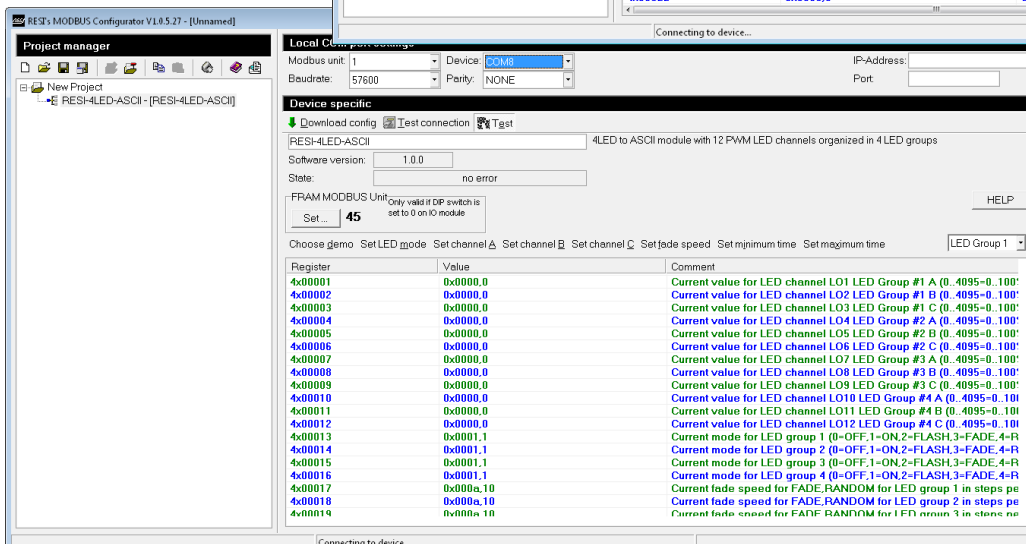 RESI's MODBUS Configurator V1.0.5.27 - [Unnamed]
Connecting to device...
Project manager
New Project
RESI-4LED-ASCII - [RESI-4LED-ASCII]
Modbus unit: 1 Device: COM8 IP-Address:
Baudrate: 57600 Parity: NONE Port:
Device specific
Download config Test connection Test
RESI-4LED-ASCII 4LED to ASCII module with 12 PWM LED channels organized in 4 LED groups
Software version: 1.0.0
State: no error
FRAM MODBUS Unit
Only valid if DIP switch is
set to 0 on IO module
Set ... 45
HELP
Choose demo Set LED mode Set channel A Set channel B Set channel C Set fade speed Set minimum time Set maximum time LED Group 1
Register Value Comment
4x00001 0x0000,0 Current value for LED channel LO1 LED Group #1 A (0..4095=0..100%
4x00002 0x0000,0 Current value for LED channel LO2 LED Group #1 B (0..4095=0..100%
4x00003 0x0000,0 Current value for LED channel LO3 LED Group #1 C (0..4095=0..100%
4x00004 0x0000,0 Current value for LED channel LO4 LED Group #2 A (0..4095=0..100%
4x00005 0x0000,0 Current value for LED channel LO5 LED Group #2 B (0..4095=0..100%
4x00006 0x0000,0 Current value for LED channel LO6 LED Group #2 C (0..4095=0..100%
4x00007 0x0000,0 Current value for LED channel LO7 LED Group #3 A (0..4095=0..100%
4x00008 0x0000,0 Current value for LED channel LO8 LED Group #3 B (0..4095=0..100%
4x00009 0x0000,0 Current value for LED channel LO9 LED Group #3 C (0..4095=0..100%
4x00010 0x0000,0 Current value for LED channel LO10 LED Group #4 A (0..4095=0..10
4x00011 0x0000,0 Current value for LED channel LO11 LED Group #4 B (0..4095=0..10
4x00012 0x0000,0 Current value for LED channel LO12 LED Group #4 C (0..4095=0..10
4x00013 0x0001,1 Current mode for LED group 1 (0=OFF,1=ON,2=FLASH,3=FADE,4=R
4x00014 0x0001,1 Current mode for LED group 2 (0=OFF,1=ON,2=FLASH,3=FADE,4=R
4x00015 0x0001,1 Current mode for LED group 3 (0=OFF,1=ON,2=FLASH,3=FADE,4=R
4x00016 0x0001,1 Current mode for LED group 4 (0=OFF,1=ON,2=FLASH,3=FADE,4=R
4x00017 0x000a,10 Current fade speed for FADE,RANDOM for LED group 1 in steps pe
4x00018 0x000a,10 Current fade speed for FADE,RANDOM for LED group 2 in steps pe
4x00019 0x000a,10 Current fade speed for FADE,RANDOM for LED group 3 in steps pe
Connecting to device